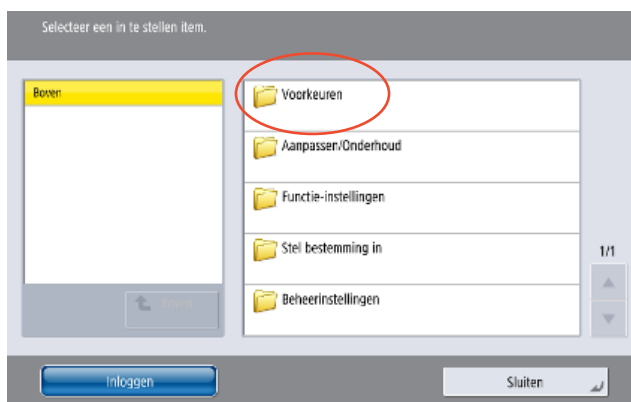 Selecteer een in te stellen item.
Boven
Voorkeuren
Aanpassen/Onderhoud
Functie-instellingen
Stel bestemming in
1/1
Beheerinstellingen
Inloggen
Sluiten